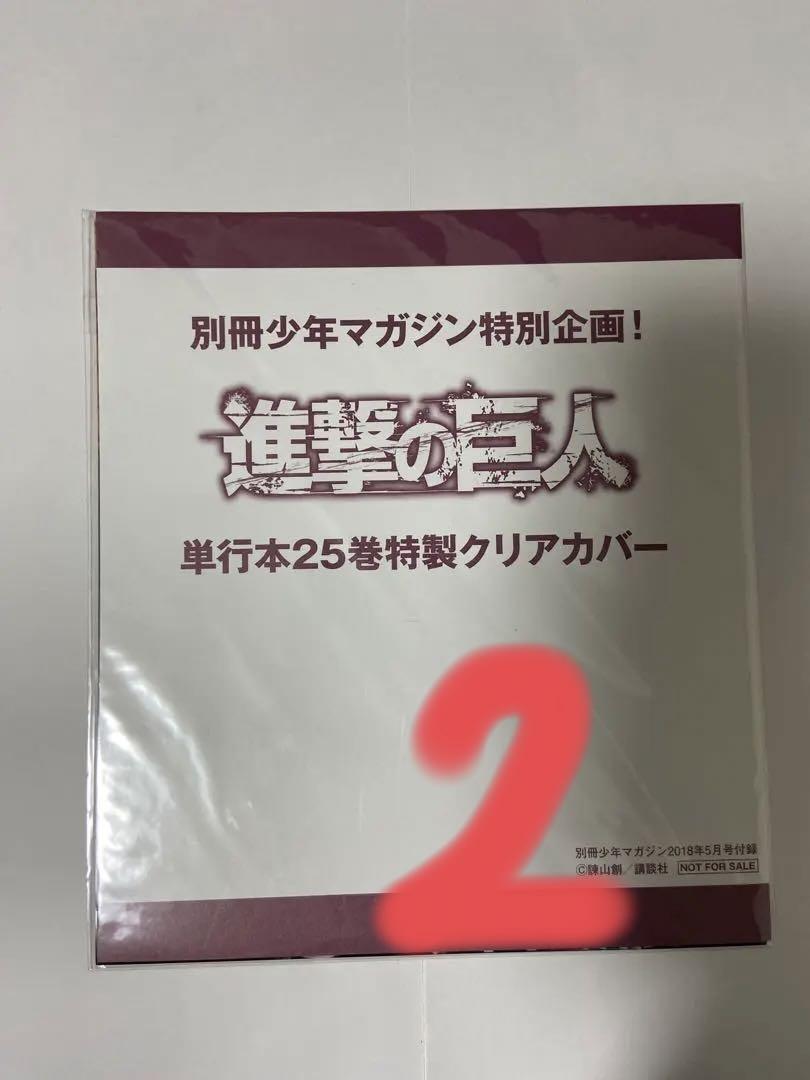 別冊少年マガジン特別企画！
進撃の巨人
単行本25巻特製クリアカバー
2
別冊少年マガジン2018年5月号付録
©諫山創／講談社 NOT FOR SALE